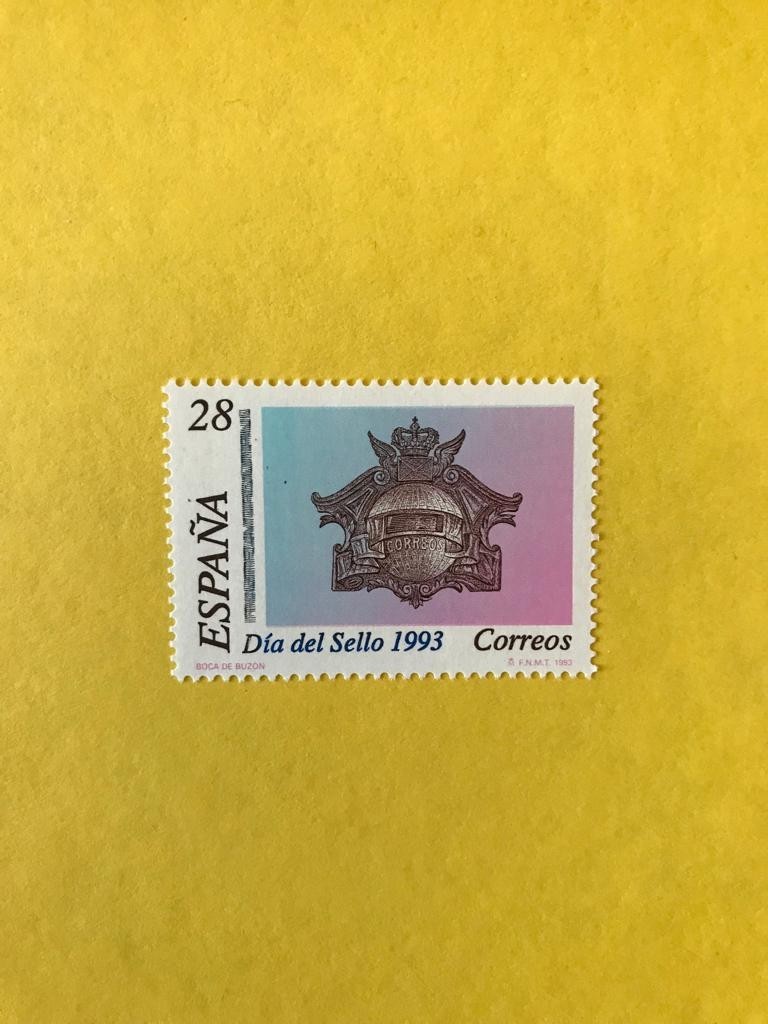 28
ESPAÑA
CORREOS
Día del Sello 1993
Correos
BOCA DE BUZON
F.N.M.T. 1993